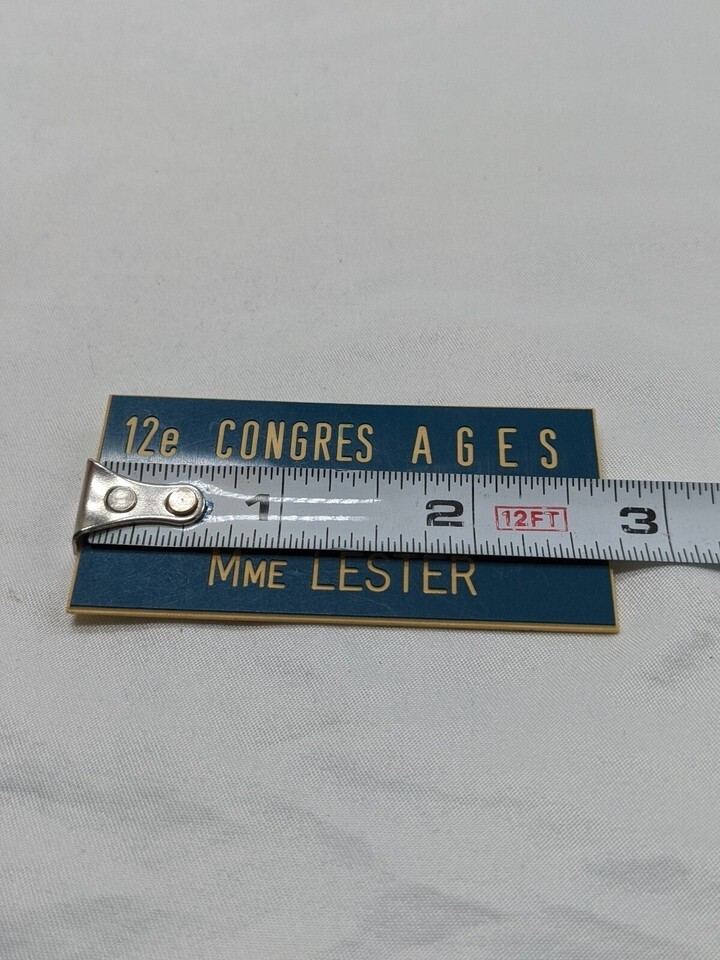 12e CONGRES AGES
1 2 12FT 3
MME LESTER